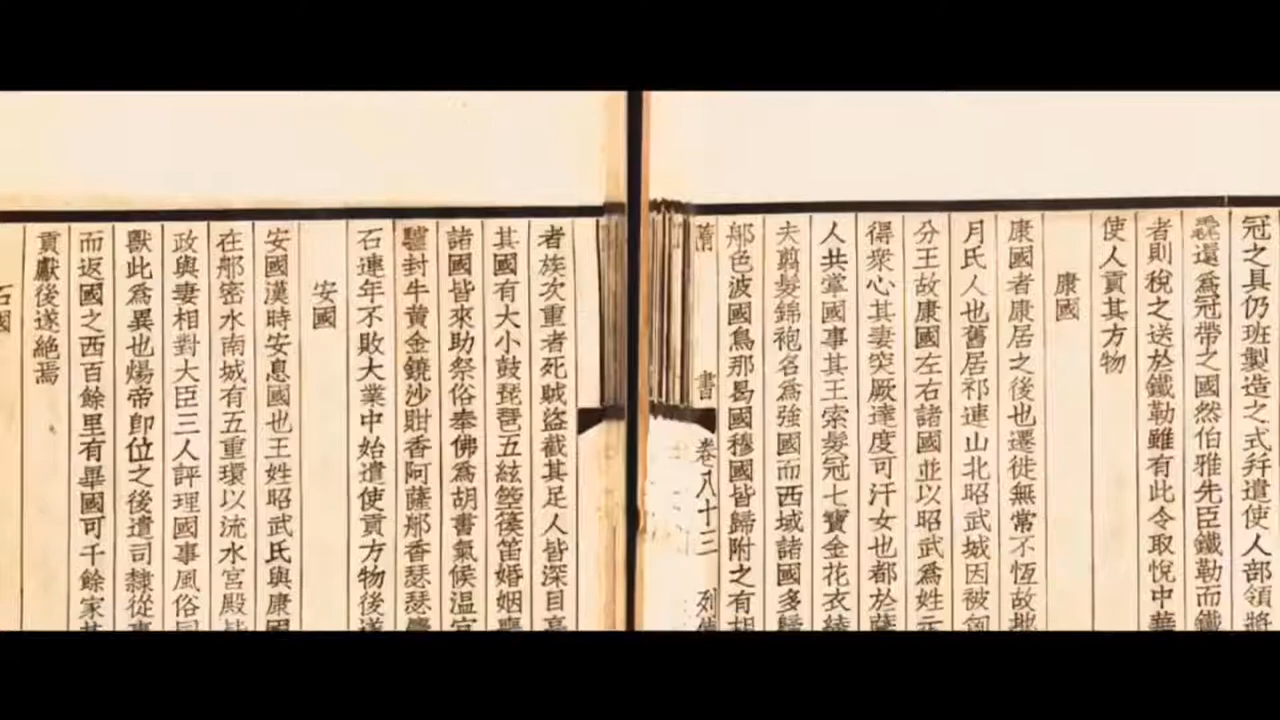 冠之具仍班製造之式幷遣使人部領將
毳還爲冠帶之國然伯雅先臣鐵勒而鐵
者則稅之送於鐵勒雖有此令取悅中華
使人貢其方物
康國
康國者康居之後也遷徙無常不恆故地
月氏人也舊居祁連山北昭武城因被匈
分王故康國左右諸國並以昭武爲姓示
得衆心其妻突厥達度可汗女也都於薩
人共掌國事其王索髮冠七寶金花衣綾
夫翦髮錦袍名爲強國而西域諸國多歸
郍色波國烏那曷國穆國皆歸附之有胡
隋書 卷八十三 列傳
者族次重者死賊盜截其足人皆深目高
其國有大小鼓琵琶五絃箜篌笛婚姻喪
諸國皆來助祭俗奉佛爲胡書氣候温宜
驢封牛黃金鐃沙𧵊香阿薩郍香瑟瑟麖
石連年不敗大業中始遣使貢方物後遂
安國
安國漢時安息國也王姓昭武氏與康國
在郍密水南城有五重環以流水宮殿皆
政與妻相對大臣三人評理國事風俗同
獸此爲異也煬帝卽位之後遣司隸從事
而返國之西百餘里有畢國可千餘家其
貢獻後遂絶焉
石國